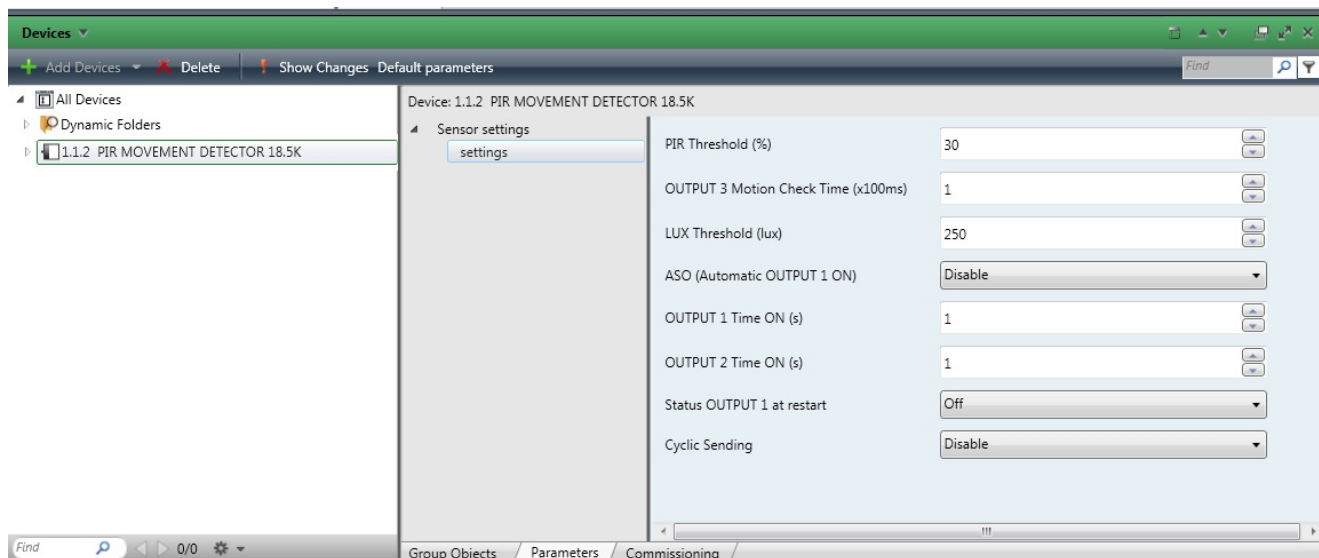 Devices
Add Devices Delete Show Changes Default parameters Find
All Devices
Dynamic Folders
1.1.2 PIR MOVEMENT DETECTOR 18.5K
Device: 1.1.2 PIR MOVEMENT DETECTOR 18.5K
Sensor settings
settings
PIR Threshold (%) 30
OUTPUT 3 Motion Check Time (x100ms) 1
LUX Threshold (lux) 250
ASO (Automatic OUTPUT 1 ON) Disable
OUTPUT 1 Time ON (s) 1
OUTPUT 2 Time ON (s) 1
Status OUTPUT 1 at restart Off
Cyclic Sending Disable
Find 0/0
Group Objects Parameters Commissioning